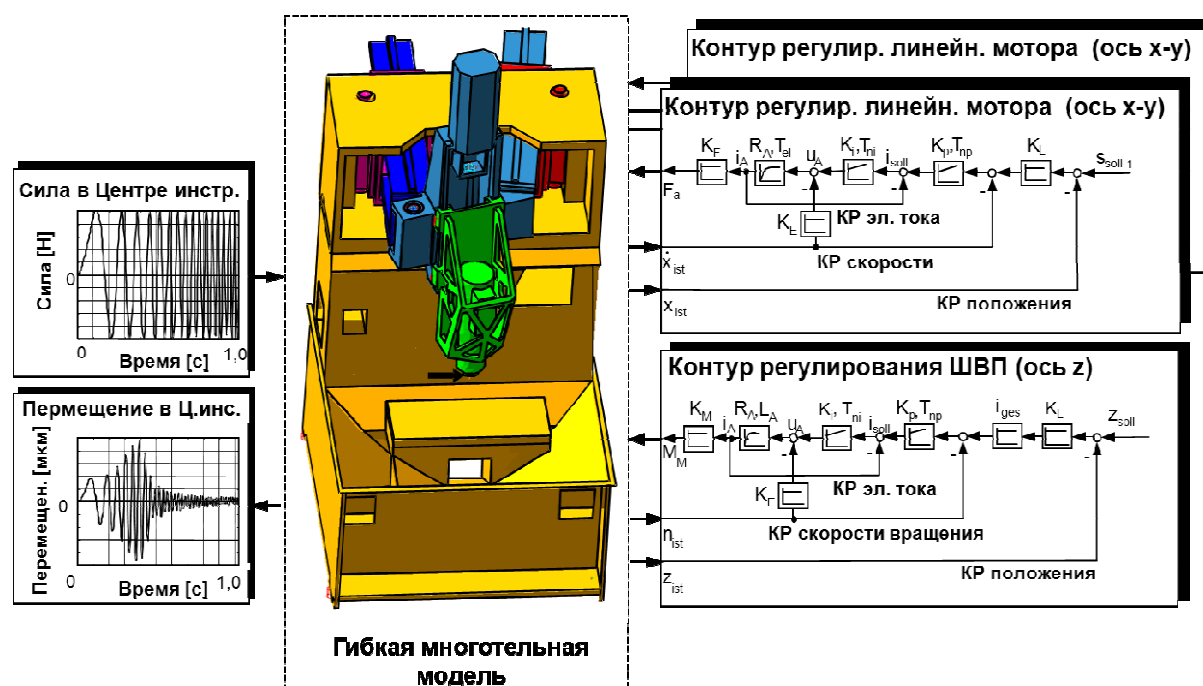 Сила в Центре инстр.
Сипа [Н]
0
0
1,0
Время [с]
Пермещение в Ц.инс.
Перемещен. [мкм]
0
0
1,0
Время [с]
Гибкая многотельная
модель
Контур регулир. линейн. мотора (ось x-y)
Контур регулир. линейн. мотора (ось x-y)
K_F
i_A
R_A,T_el
u_A
K_i,T_ni
i_soll
K_p,T_np
K_L
s_soll 1
F_a
K_E
КР эл. тока
ẋ_ist
КР скорости
x_ist
КР положения
Контур регулирования ШВП (ось z)
K_M
i_A
R_A,L_A
u_A
T_ni
i_soll
K_p,T_np
i_ges
K_L
z_soll
M_M
КР эл. тока
n_ist
КР скорости вращения
z_ist
КР положения